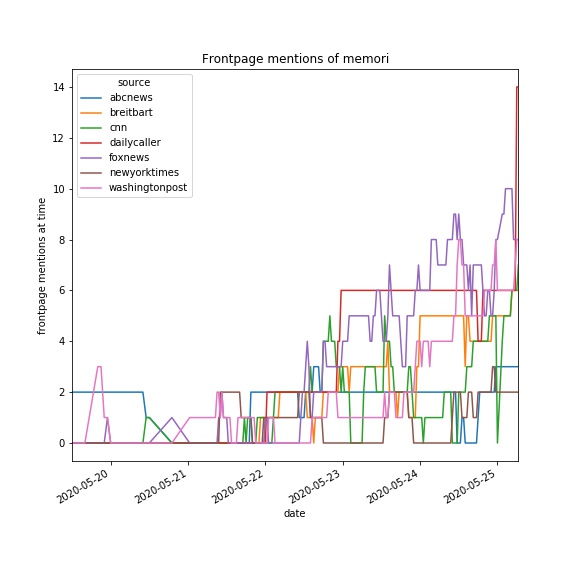 Frontpage mentions of memori
source
abcnews
breitbart
cnn
dailycaller
foxnews
newyorktimes
washingtonpost
frontpage mentions at time
14
12
10
8
6
4
2
0
2020-05-20
2020-05-21
2020-05-22
2020-05-23
2020-05-24
2020-05-25
date